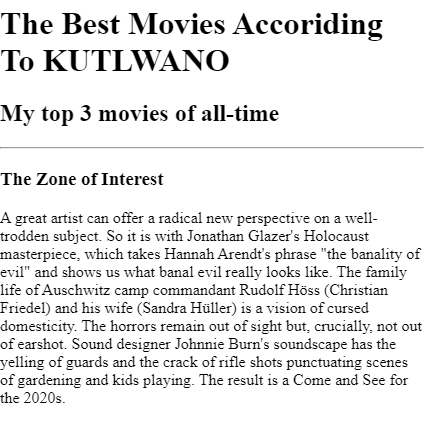 The Best Movies Accoriding
To KUTLWANO
My top 3 movies of all-time
The Zone of Interest
A great artist can offer a radical new perspective on a well-
trodden subject. So it is with Jonathan Glazer's Holocaust
masterpiece, which takes Hannah Arendt's phrase "the banality of
evil" and shows us what banal evil really looks like. The family
life of Auschwitz camp commandant Rudolf Höss (Christian
Friedel) and his wife (Sandra Hüller) is a vision of cursed
domesticity. The horrors remain out of sight but, crucially, not out
of earshot. Sound designer Johnnie Burn's soundscape has the
yelling of guards and the crack of rifle shots punctuating scenes
of gardening and kids playing. The result is a Come and See for
the 2020s.